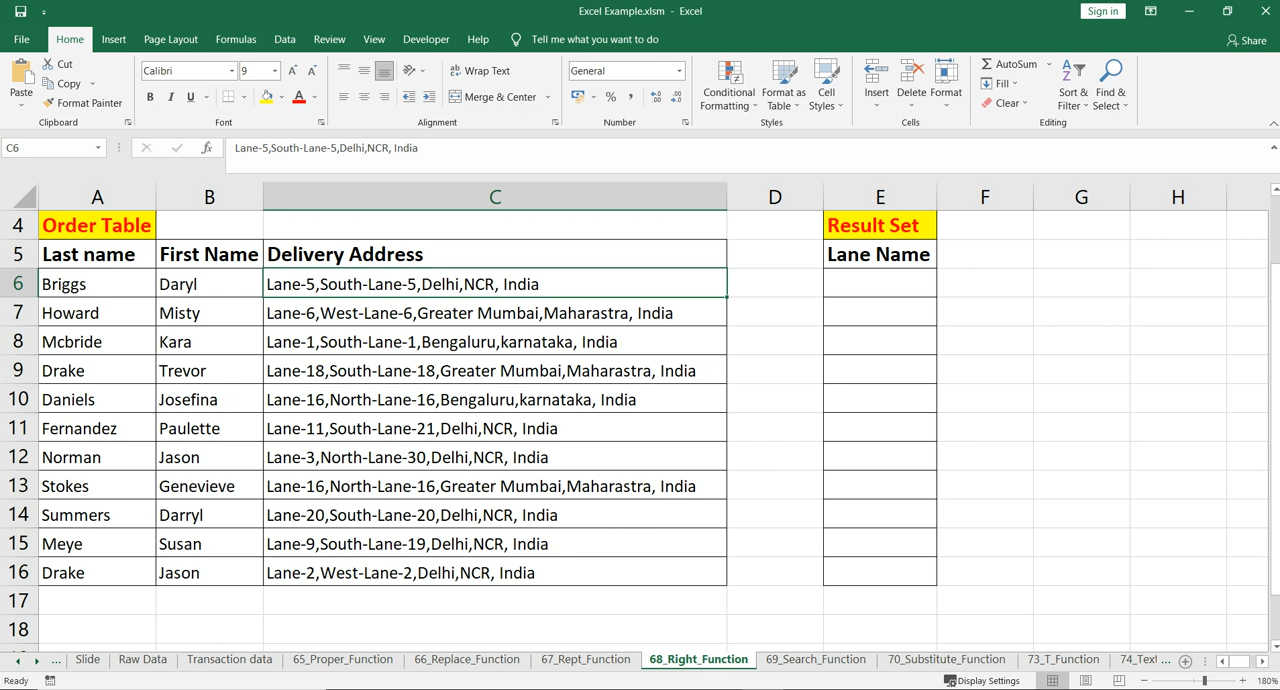 Excel Example.xlsm - Excel
Sign in
File Home Insert Page Layout Formulas Data Review View Developer Help Tell me what you want to do
Share
Paste
Cut
Copy
Format Painter
Clipboard
Calibri 9
B I U
Font
Wrap Text
Merge & Center
Alignment
General
%
Number
Conditional Formatting
Format as Table
Cell Styles
Styles
Insert Delete Format
Cells
AutoSum
Fill
Clear
Sort & Filter
Find & Select
Editing
C6 fx Lane-5,South-Lane-5,Delhi,NCR, India
A B C D E F G H
4 Order Table Result Set
5 Last name First Name Delivery Address Lane Name
6 Briggs Daryl Lane-5,South-Lane-5,Delhi,NCR, India
7 Howard Misty Lane-6,West-Lane-6,Greater Mumbai,Maharastra, India
8 Mcbride Kara Lane-1,South-Lane-1,Bengaluru,karnataka, India
9 Drake Trevor Lane-18,South-Lane-18,Greater Mumbai,Maharastra, India
10 Daniels Josefina Lane-16,North-Lane-16,Bengaluru,karnataka, India
11 Fernandez Paulette Lane-11,South-Lane-21,Delhi,NCR, India
12 Norman Jason Lane-3,North-Lane-30,Delhi,NCR, India
13 Stokes Genevieve Lane-16,North-Lane-16,Greater Mumbai,Maharastra, India
14 Summers Darryl Lane-20,South-Lane-20,Delhi,NCR, India
15 Meye Susan Lane-9,South-Lane-19,Delhi,NCR, India
16 Drake Jason Lane-2,West-Lane-2,Delhi,NCR, India
17
18
... Slide Raw Data Transaction data 65_Proper_Function 66_Replace_Function 67_Rept_Function 68_Right_Function 69_Search_Function 70_Substitute_Function 73_T_Function 74_Text ...
Ready Display Settings 180%